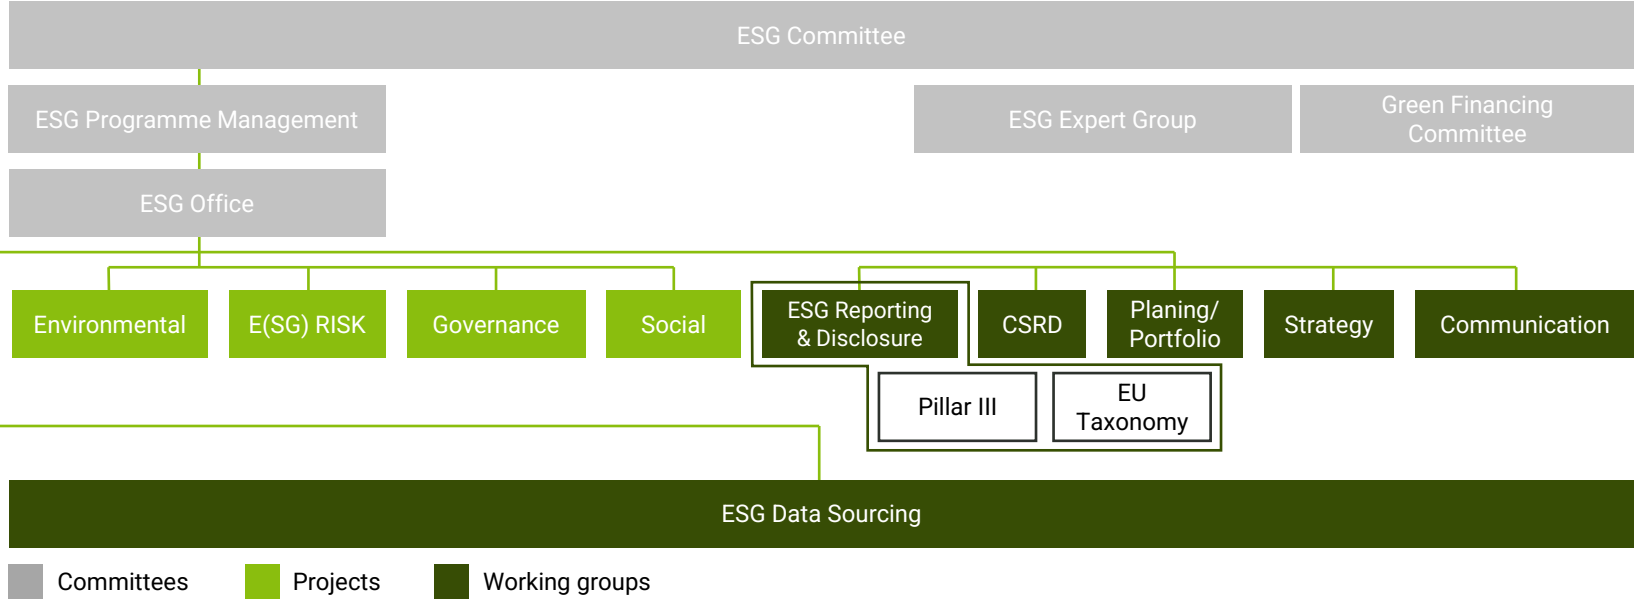 ESG Committee
ESG Programme Management
ESG Expert Group
Green Financing
Committee
ESG Office
Environmental
E(SG) RISK
Governance
Social
ESG Reporting
& Disclosure
CSRD
Planing/
Portfolio
Strategy
Communication
Pillar III
EU
Taxonomy
ESG Data Sourcing
Committees
Projects
Working groups